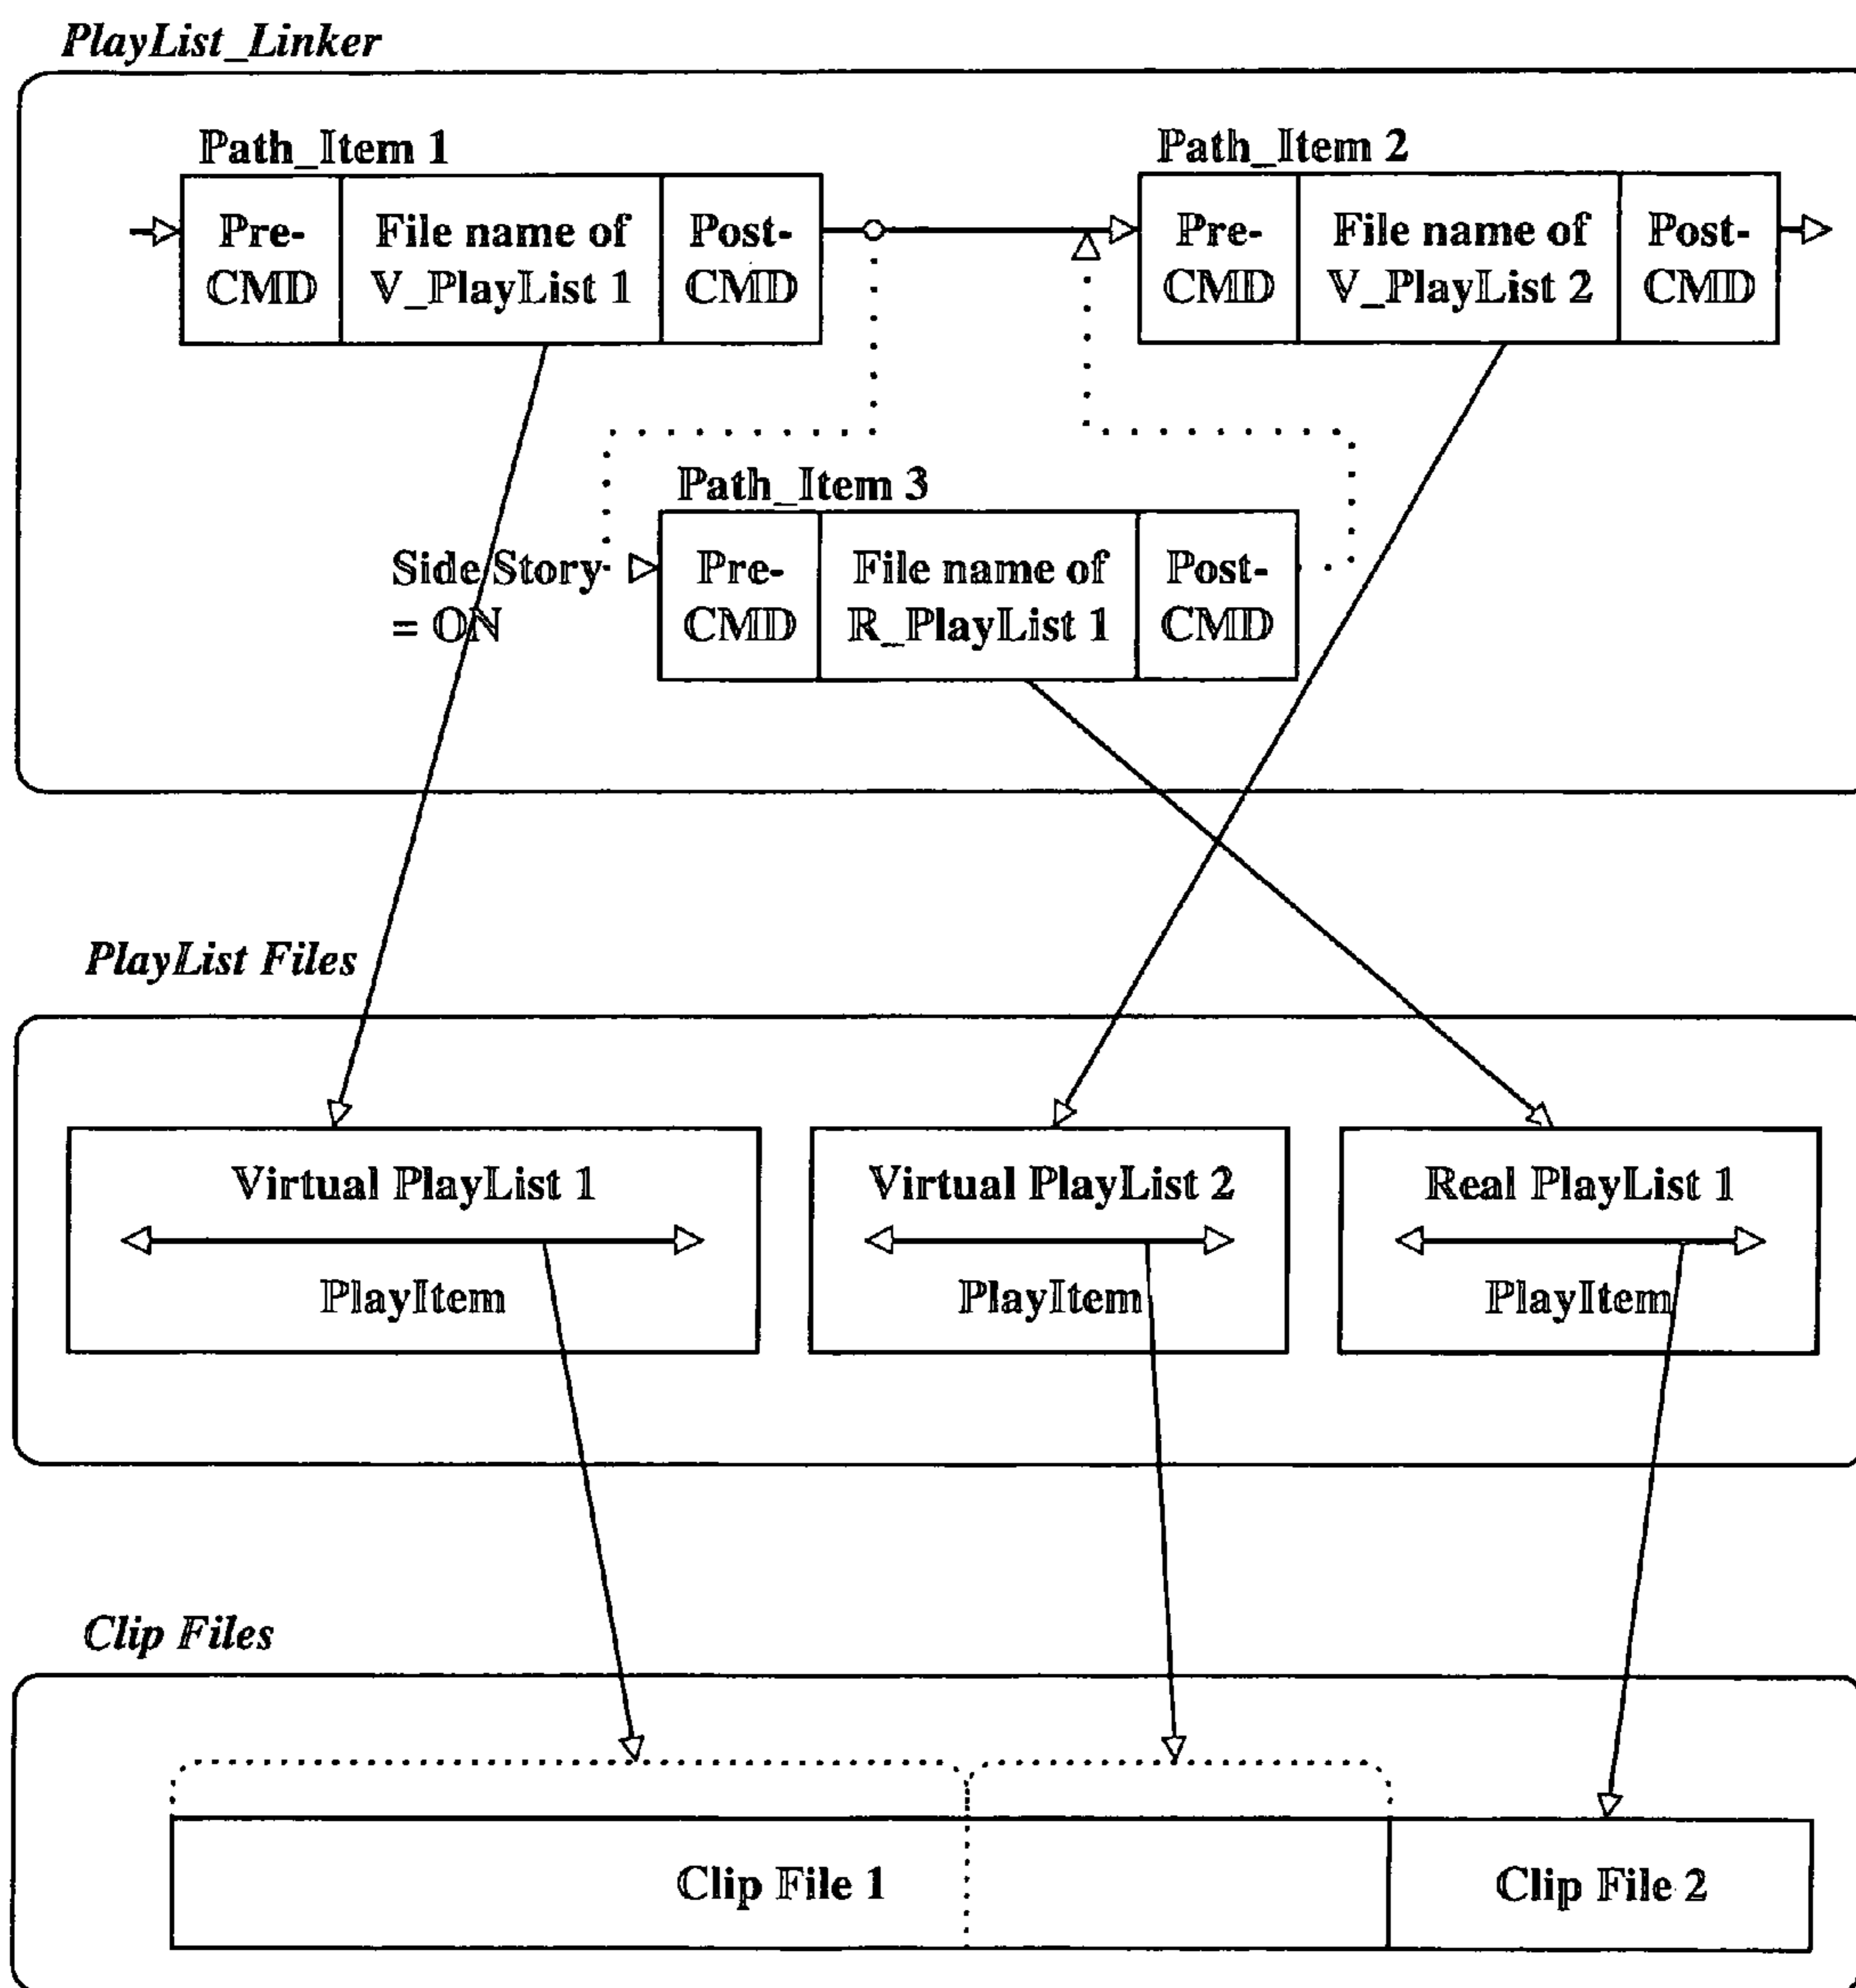 PlayList_Linker
Path_Item 1
Pre-
CMD
File name of
V_PlayList 1
Post-
CMD
Path_Item 2
Pre-
CMD
File name of
V_PlayList 2
Post-
CMD
Path_Item 3
Side Story
= ON
Pre-
CMD
File name of
R_PlayList 1
Post-
CMD
PlayList Files
Virtual PlayList 1
PlayItem
Virtual PlayList 2
PlayItem
Real PlayList 1
PlayItem
Clip Files
Clip File 1
Clip File 2